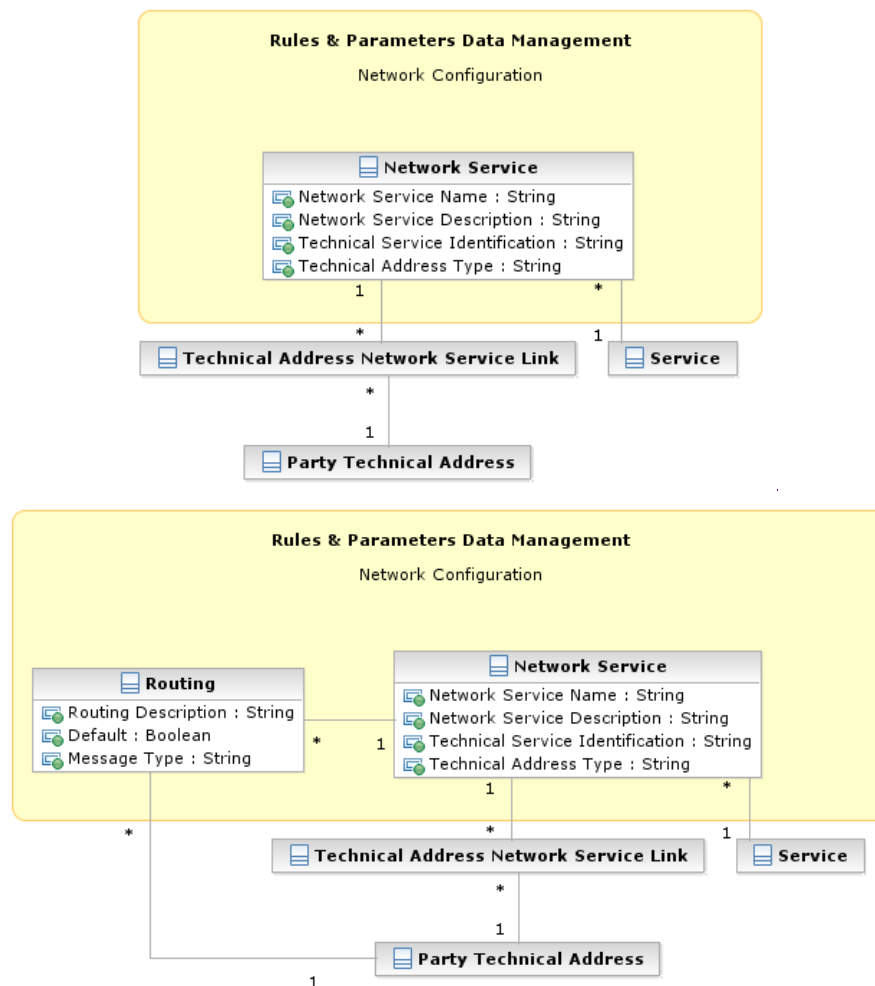 Rules & Parameters Data Management
Network Configuration
Network Service
Network Service Name : String
Network Service Description : String
Technical Service Identification : String
Technical Address Type : String
1
*
*
1
Technical Address Network Service Link
Service
*
1
Party Technical Address
Rules & Parameters Data Management
Network Configuration
Routing
Routing Description : String
Default : Boolean
Message Type : String
Network Service
Network Service Name : String
Network Service Description : String
Technical Service Identification : String
Technical Address Type : String
*
1
1
*
*
*
1
Technical Address Network Service Link
Service
*
1
Party Technical Address
1